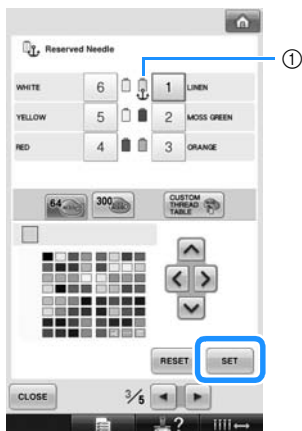 Reserved Needle
①
WHITE 6 1 LINEN
YELLOW 5 2 MOSS GREEN
RED 4 3 ORANGE
64 300 CUSTOM THREAD TABLE
RESET SET
CLOSE 3/5
?